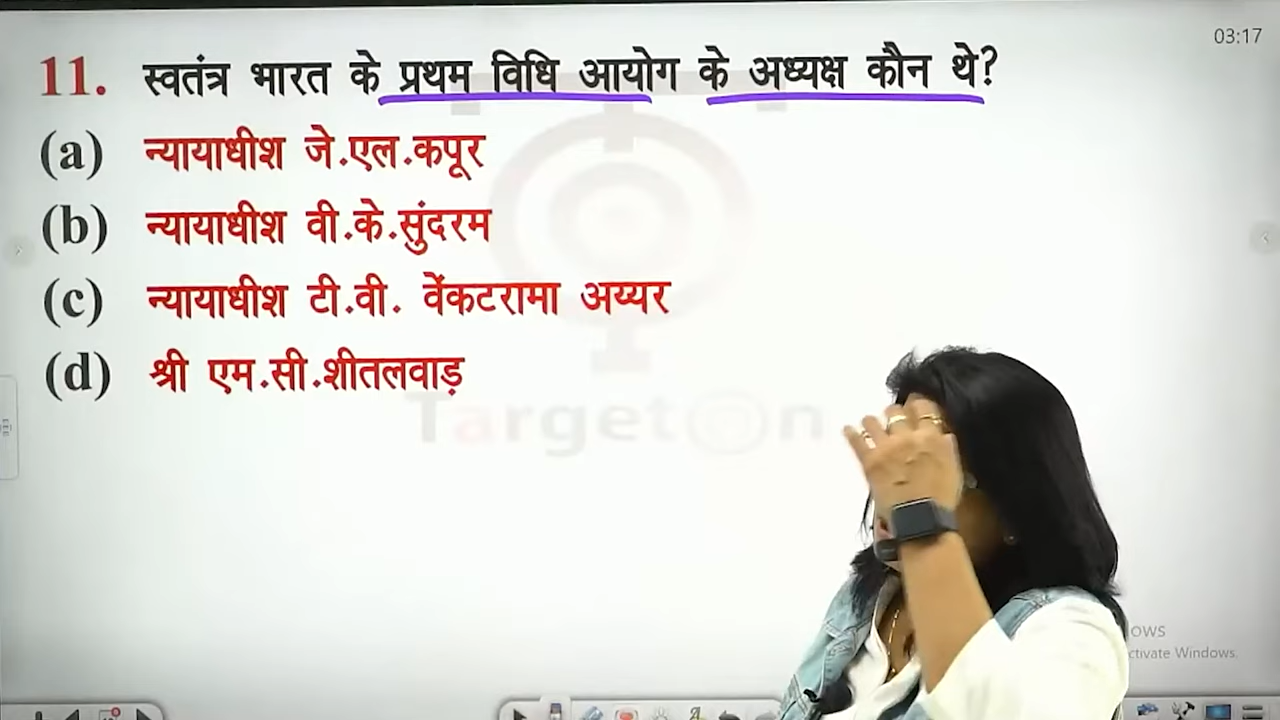 03:17
11. स्वतंत्र भारत के प्रथम विधि आयोग के अध्यक्ष कौन थे?
(a) न्यायाधीश जे.एल.कपूर
(b) न्यायाधीश वी.के.सुंदरम
(c) न्यायाधीश टी.वी. वेंकटरामा अय्यर
(d) श्री एम.सी.शीतलवाड़
Target@n
ows
ctivate Windows.